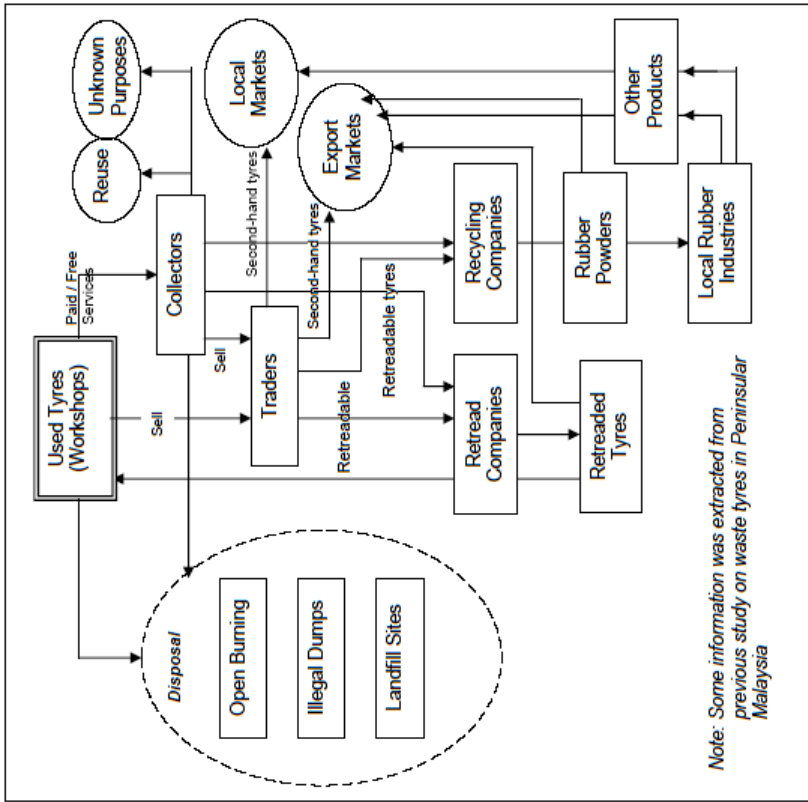 Used Tyres
(Workshops)
Paid / Free
Services
Reuse
Unknown
Purposes
Collectors
Sell
Sell
Traders
Second-hand tyres
Second-hand tyres
Local
Markets
Export
Markets
Retreadable
Retreadable tyres
Disposal
Open Burning
Illegal Dumps
Landfill Sites
Retread
Companies
Recycling
Companies
Retreaded
Tyres
Rubber
Powders
Other
Products
Local Rubber
Industries
Note: Some information was extracted from
previous study on waste tyres in Peninsular
Malaysia